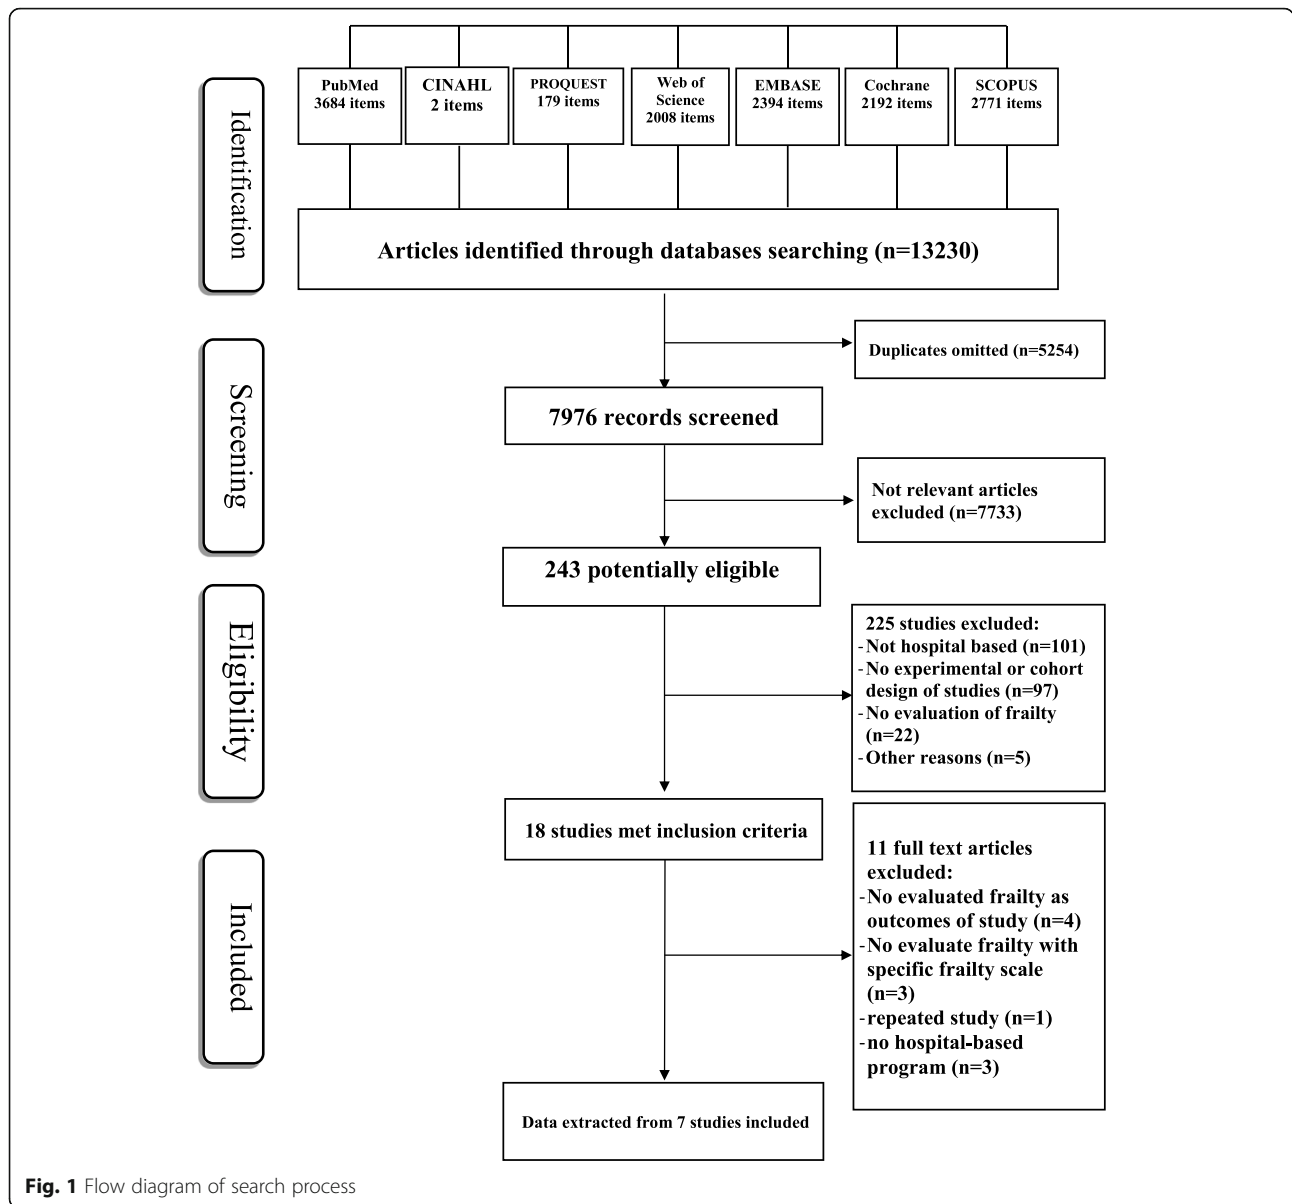 Identification
PubMed
3684 items
CINAHL
2 items
PROQUEST
179 items
Web of
Science
2008 items
EMBASE
2394 items
Cochrane
2192 items
SCOPUS
2771 items
Articles identified through databases searching (n=13230)
Duplicates omitted (n=5254)
Screening
7976 records screened
Not relevant articles
excluded (n=7733)
243 potentially eligible
Eligibility
225 studies excluded:
-Not hospital based (n=101)
-No experimental or cohort
design of studies (n=97)
-No evaluation of frailty
(n=22)
-Other reasons (n=5)
18 studies met inclusion criteria
Included
11 full text articles
excluded:
-No evaluated frailty as
outcomes of study (n=4)
-No evaluate frailty with
specific frailty scale
(n=3)
-repeated study (n=1)
-no hospital-based
program (n=3)
Data extracted from 7 studies included
Fig. 1 Flow diagram of search process